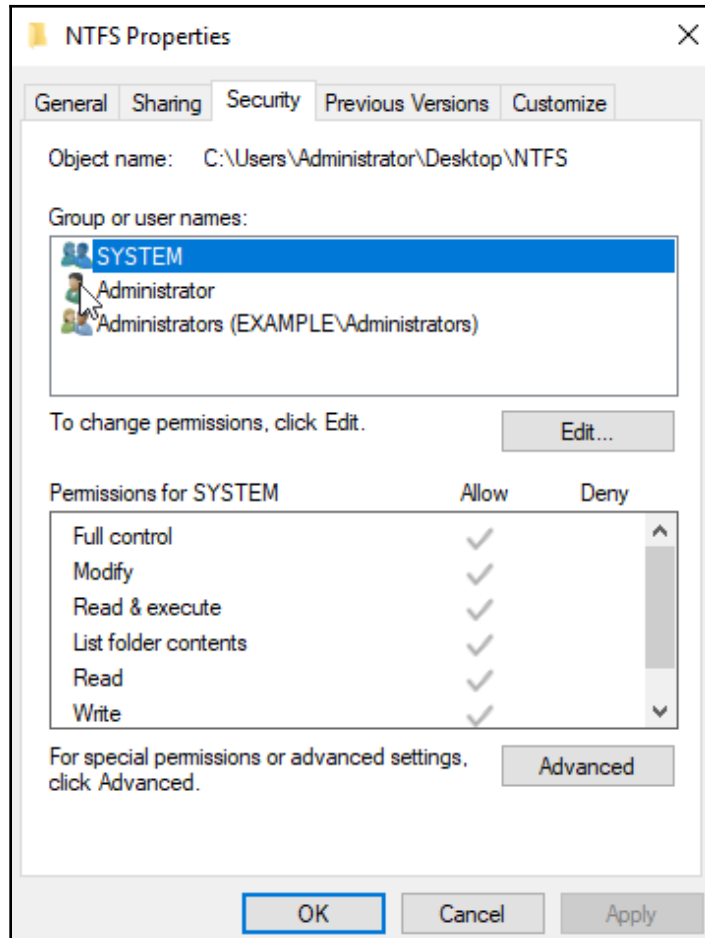 NTFS Properties
General Sharing Security Previous Versions Customize
Object name: C:\Users\Administrator\Desktop\NTFS
Group or user names:
SYSTEM
Administrator
Administrators (EXAMPLE\Administrators)
To change permissions, click Edit.
Edit...
Permissions for SYSTEM Allow Deny
Full control
Modify
Read & execute
List folder contents
Read
Write
For special permissions or advanced settings,
click Advanced.
Advanced
OK Cancel Apply